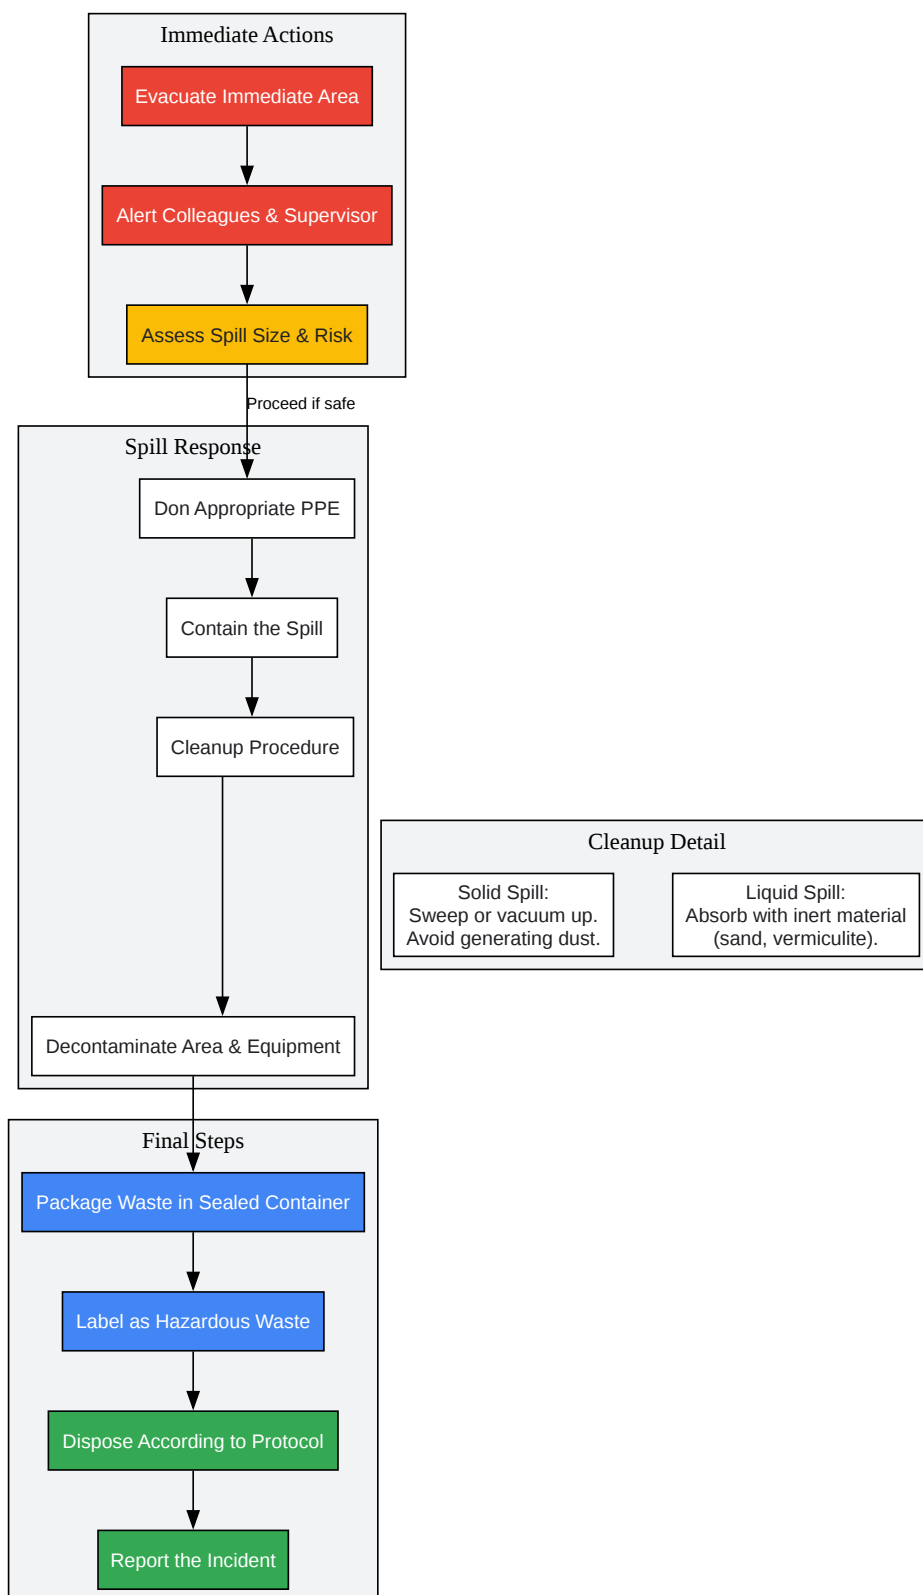 Immediate Actions
Evacuate Immediate Area
Alert Colleagues & Supervisor
Assess Spill Size & Risk
Proceed if safe
Spill Response
Don Appropriate PPE
Contain the Spill
Cleanup Procedure
Cleanup Detail
Solid Spill:
Sweep or vacuum up.
Avoid generating dust.
Liquid Spill:
Absorb with inert material
(sand, vermiculite).
Decontaminate Area & Equipment
Final Steps
Package Waste in Sealed Container
Label as Hazardous Waste
Dispose According to Protocol
Report the Incident